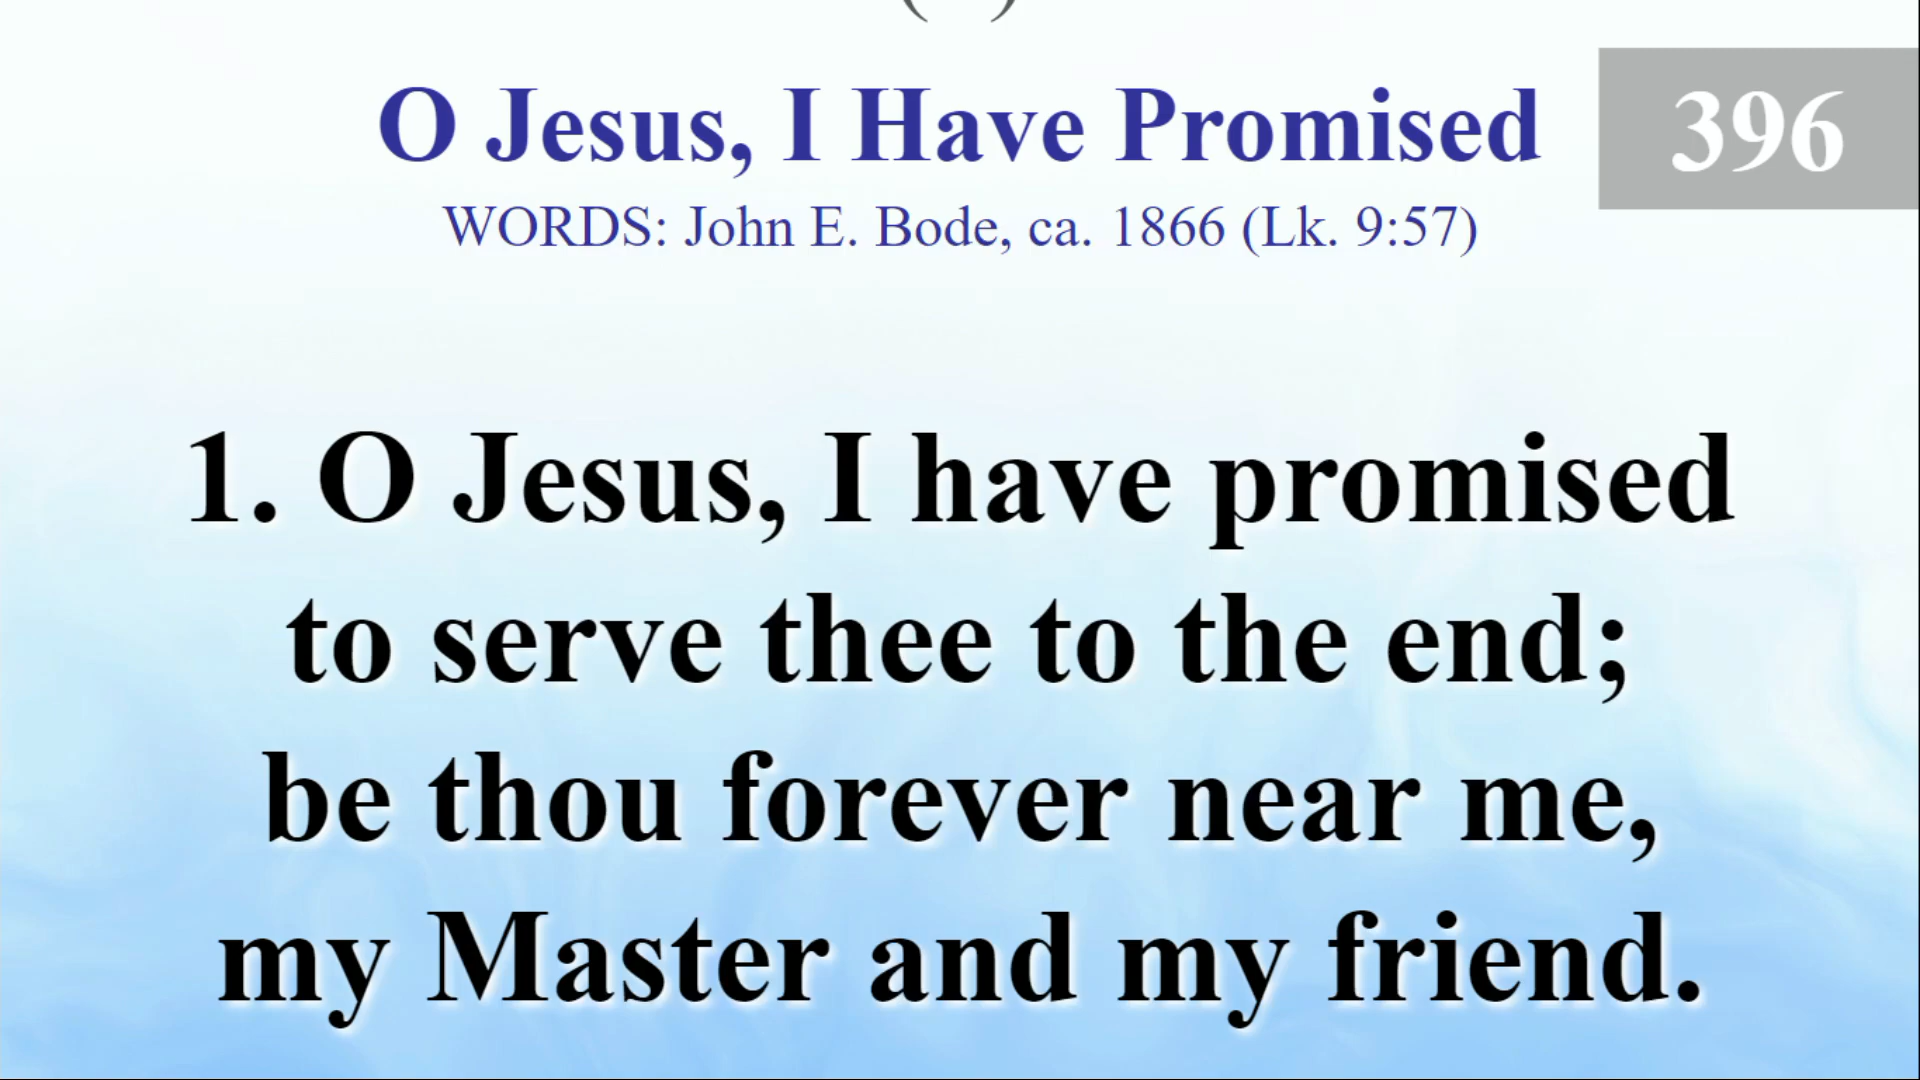 O Jesus, I Have Promised
396
WORDS: John E. Bode, ca. 1866 (Lk. 9:57)
1. O Jesus, I have promised
to serve thee to the end;
be thou forever near me,
my Master and my friend.